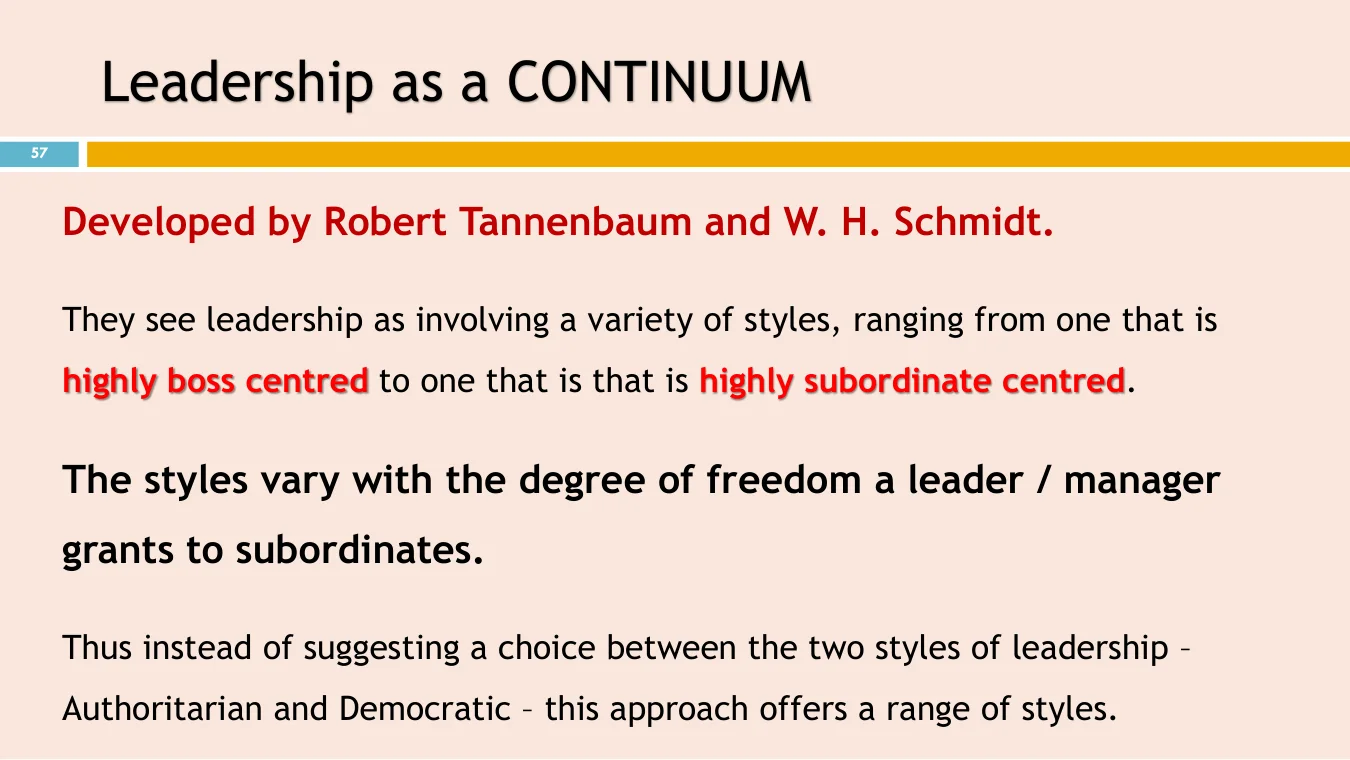 Leadership as a CONTINUUM
57
Developed by Robert Tannenbaum and W. H. Schmidt.
They see leadership as involving a variety of styles, ranging from one that is
highly boss centred to one that is that is highly subordinate centred.
The styles vary with the degree of freedom a leader / manager
grants to subordinates.
Thus instead of suggesting a choice between the two styles of leadership –
Authoritarian and Democratic – this approach offers a range of styles.